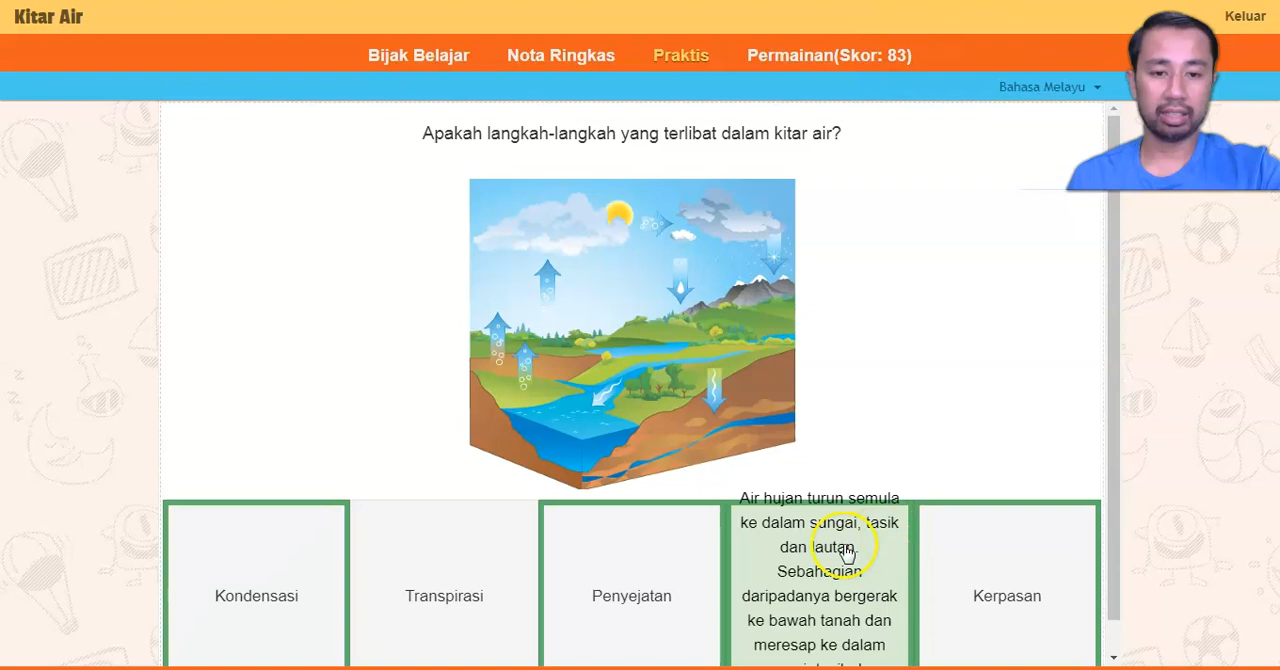 Kitar Air
Keluar
Bijak Belajar
Nota Ringkas
Praktis
Permainan(Skor: 83)
Bahasa Melayu
Apakah langkah-langkah yang terlibat dalam kitar air?
Kondensasi
Transpirasi
Penyejatan
Air hujan turun semula
ke dalam sungai, tasik
dan lautan.
Sebahagian
daripadanya bergerak
ke bawah tanah dan
meresap ke dalam
Kerpasan